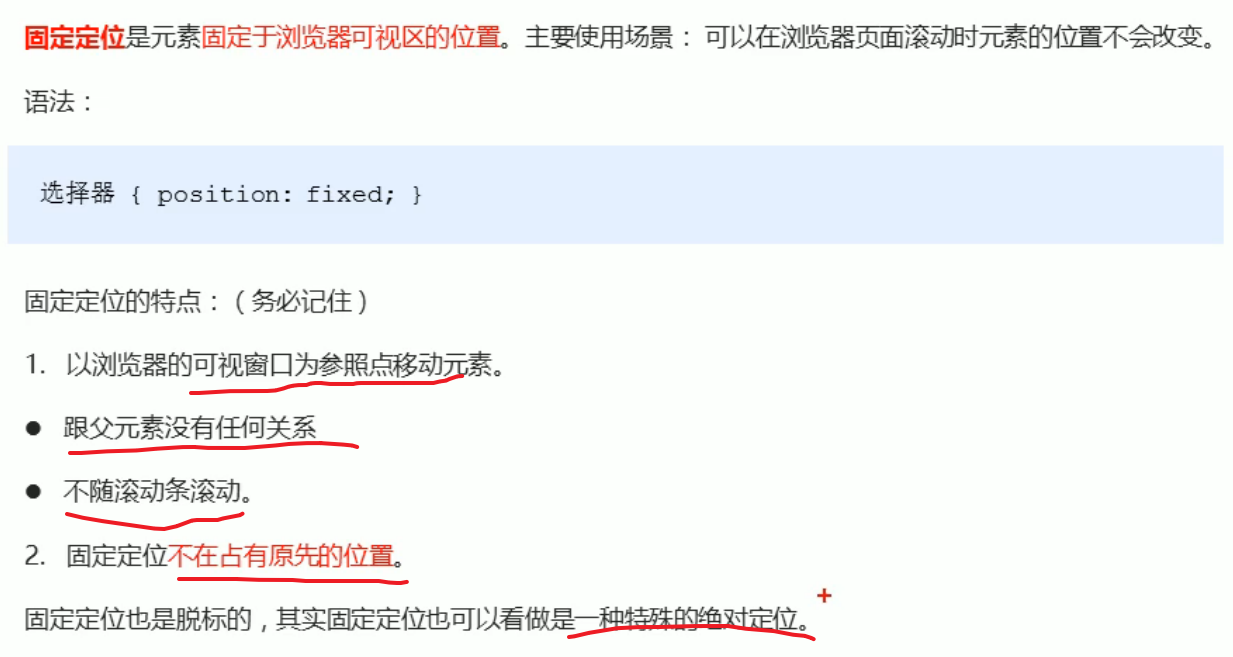 固定定位是元素固定于浏览器可视区的位置。主要使用场景： 可以在浏览器页面滚动时元素的位置不会改变。
语法：
选择器 { position: fixed; }
固定定位的特点：（务必记住）
1. 以浏览器的可视窗口为参照点移动元素。
● 跟父元素没有任何关系
● 不随滚动条滚动。
2. 固定定位不在占有原先的位置。
固定定位也是脱标的，其实固定定位也可以看做是一种特殊的绝对定位。